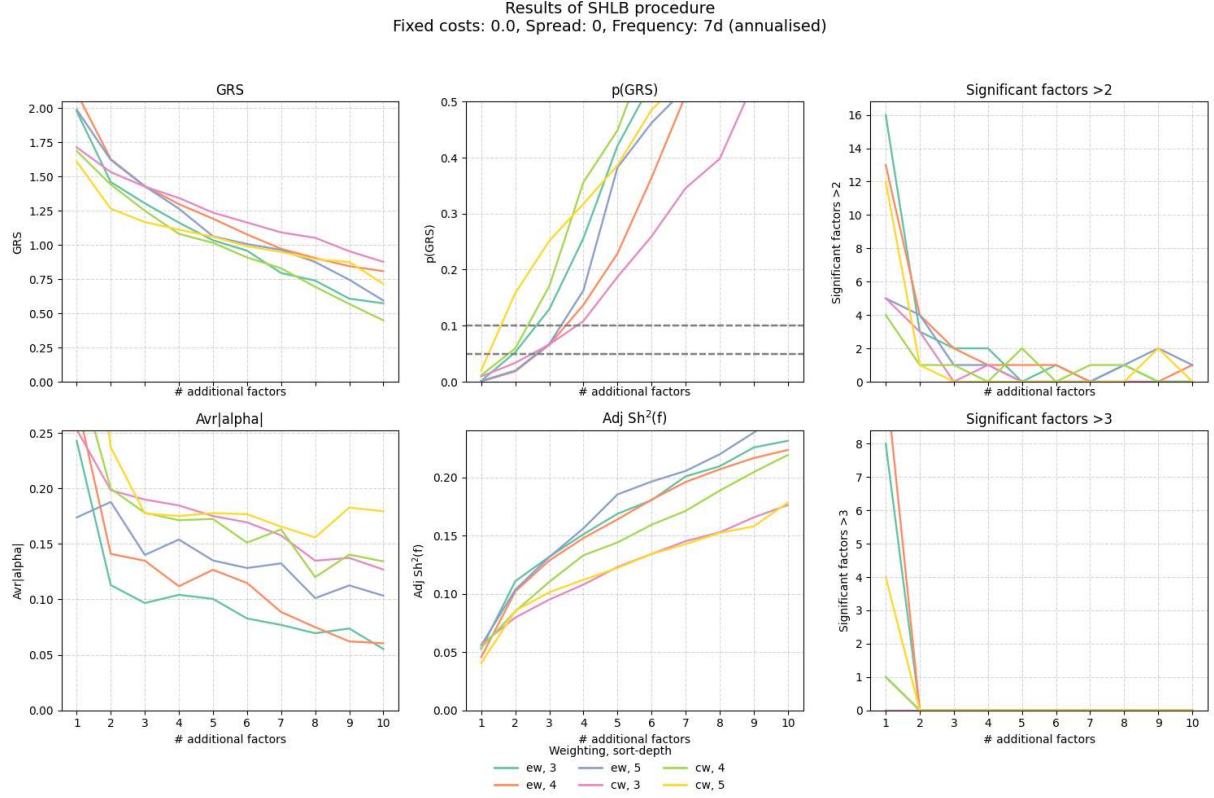 Results of SHLB procedure
Fixed costs: 0.0, Spread: 0, Frequency: 7d (annualised)
GRS
2.00
1.75
1.50
1.25
1.00
0.75
0.50
0.25
0.00
GRS
# additional factors
p(GRS)
0.5
0.4
0.3
0.2
0.1
0.0
p(GRS)
# additional factors
Significant factors >2
16
14
12
10
8
6
4
2
0
Significant factors >2
# additional factors
Avr|alpha|
0.25
0.20
0.15
0.10
0.05
0.00
Avr|alpha|
1 2 3 4 5 6 7 8 9 10
# additional factors
Adj Sh²(f)
0.20
0.15
0.10
0.05
0.00
Adj Sh²(f)
1 2 3 4 5 6 7 8 9 10
# additional factors
Significant factors >3
8
7
6
5
4
3
2
1
0
Significant factors >3
1 2 3 4 5 6 7 8 9 10
# additional factors
Weighting, sort-depth
ew, 3 ew, 5 cw, 4
ew, 4 cw, 3 cw, 5